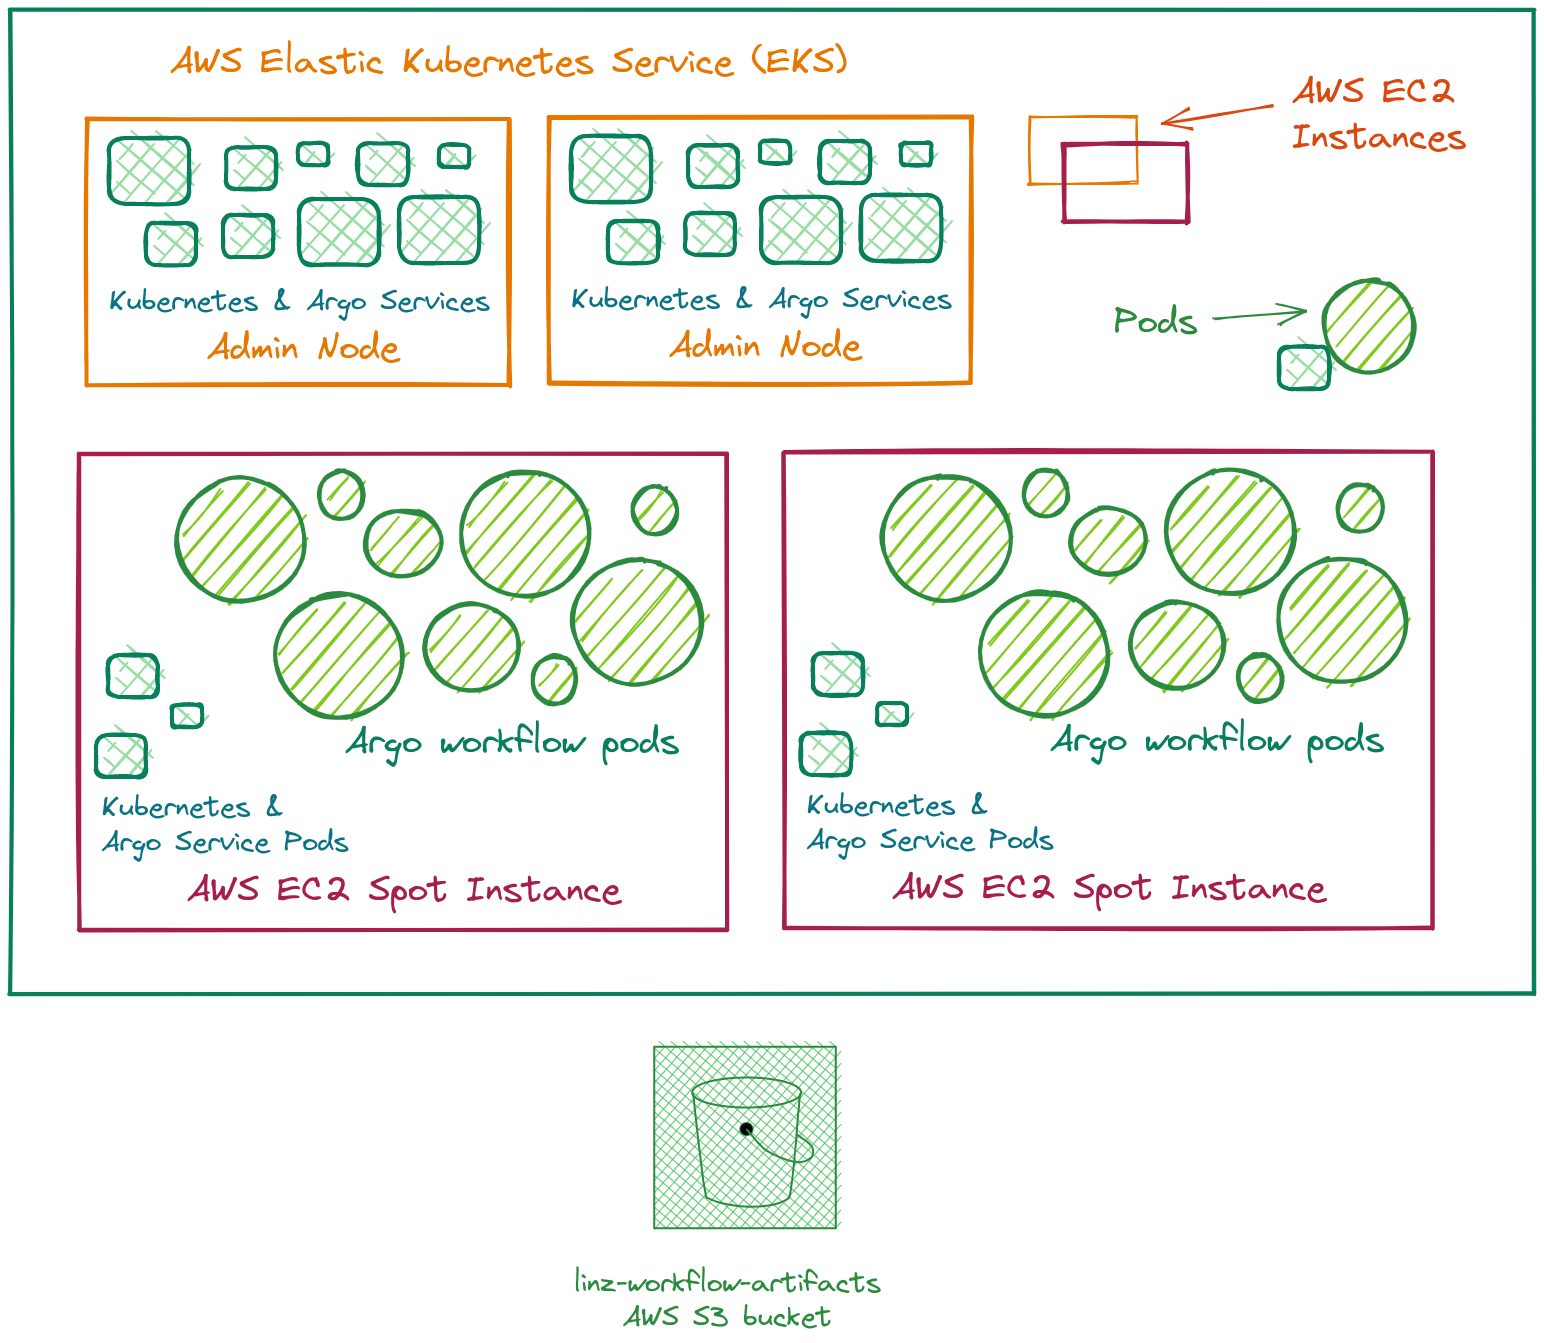 AWS Elastic Kubernetes Service (EKS)
AWS EC2
Instances
Kubernetes & Argo Services
Admin Node
Kubernetes & Argo Services
Admin Node
Pods
Argo workflow pods
Kubernetes &
Argo Service Pods
AWS EC2 Spot Instance
Argo workflow pods
Kubernetes &
Argo Service Pods
AWS EC2 Spot Instance
linz-workflow-artifacts
AWS S3 bucket